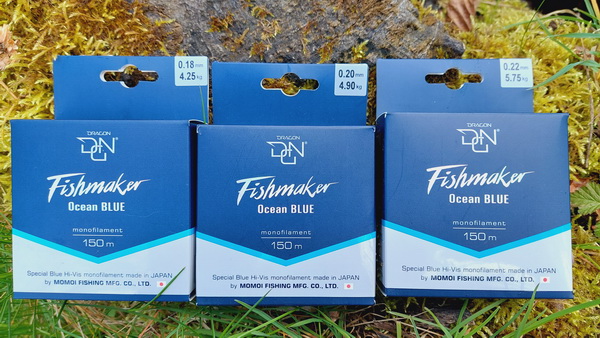 0.18 mm
4.25 kg
DRAGON
DGN®
Fishmaker
Ocean BLUE
monofilament
150 m
Special Blue Hi-Vis monofilament made in JAPAN
by MOMOI FISHING MFG. CO., LTD.
0.20 mm
4.90 kg
DRAGON
DGN®
Fishmaker
Ocean BLUE
monofilament
150 m
Special Blue Hi-Vis monofilament made in JAPAN
by MOMOI FISHING MFG. CO., LTD.
0.22 mm
5.75 kg
DRAGON
DGN®
Fishmaker
Ocean BLUE
monofilament
150 m
Special Blue Hi-Vis monofilament made in JAPAN
by MOMOI FISHING MFG. CO., LTD.